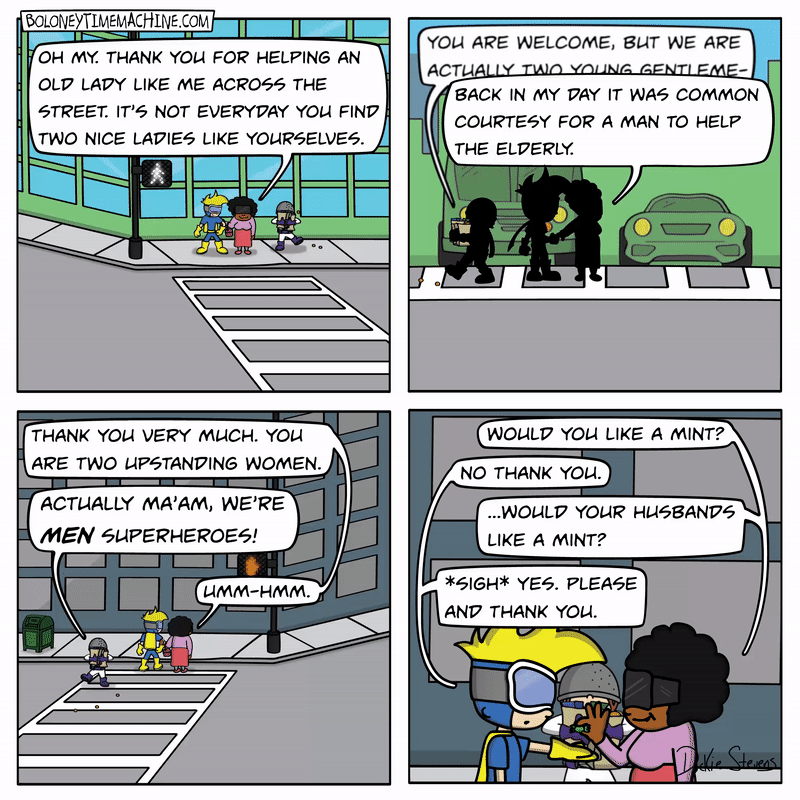 BOLONEYTIMEMACHINE.COM
OH MY. THANK YOU FOR HELPING AN
OLD LADY LIKE ME ACROSS THE
STREET. IT'S NOT EVERYDAY YOU FIND
TWO NICE LADIES LIKE YOURSELVES.
YOU ARE WELCOME, BUT WE ARE
ACTUALLY TWO YOUNG GENTLEME-
BACK IN MY DAY IT WAS COMMON
COURTESY FOR A MAN TO HELP
THE ELDERLY.
THANK YOU VERY MUCH. YOU
ARE TWO UPSTANDING WOMEN.
ACTUALLY MA'AM, WE'RE
MEN SUPERHEROES!
UMM-HMM.
WOULD YOU LIKE A MINT?
NO THANK YOU.
...WOULD YOUR HUSBANDS
LIKE A MINT?
*SIGH* YES. PLEASE
AND THANK YOU.
Stevens